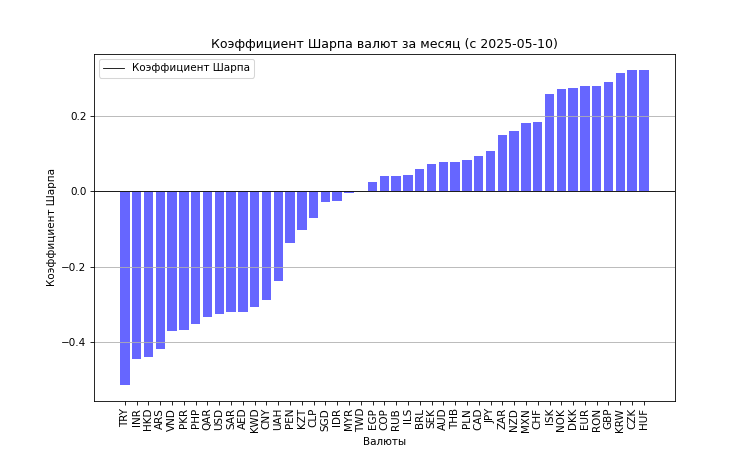 Коэффициент Шарпа валют за месяц (с 2025-05-10)
Коэффициент Шарпа
Коэффициент Шарпа
0.2
0.0
−0.2
−0.4
TRY INR HKD ARS VND PKR PHP QAR USD SAR AED KWD CNY UAH PEN KZT CLP SGD IDR MYR TWD EGP COP RUB ILS BRL SEK AUD THB PLN CAD JPY ZAR NZD MXN CHF ISK NOK DKK EUR RON GBP KRW CZK HUF
Валюты